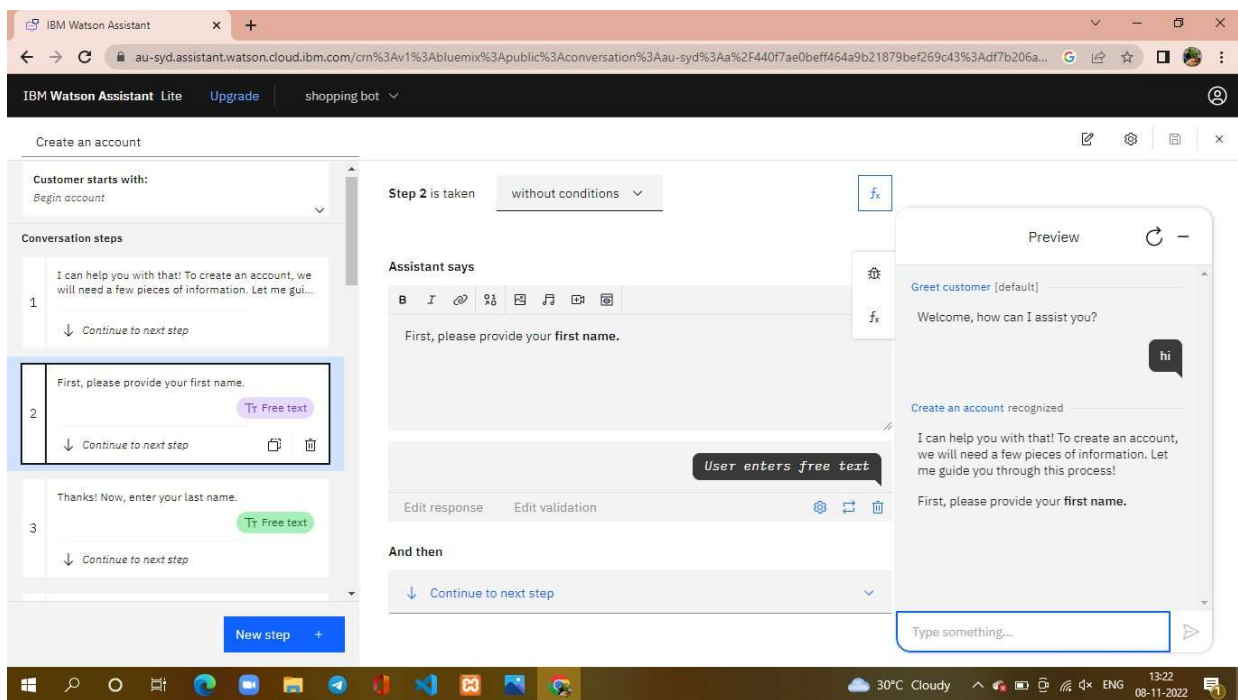 IBM Watson Assistant
au-syd.assistant.watson.cloud.ibm.com/crn%3Av1%3Abluemix%3Apublic%3Aconversation%3Aau-syd%3Aa%2F440f7ae0beff464a9b21879bef269c43%3Adf7b206a...
IBM Watson Assistant Lite Upgrade shopping bot
Create an account
Customer starts with:
Begin account
Conversation steps
1
I can help you with that! To create an account, we
will need a few pieces of information. Let me gui...
Continue to next step
2
First, please provide your first name.
Free text
Continue to next step
3
Thanks! Now, enter your last name.
Free text
Continue to next step
New step +
Step 2 is taken without conditions
fx
Assistant says
B I
fx
First, please provide your first name.
User enters free text
Edit response Edit validation
And then
Continue to next step
Preview
Greet customer [default]
Welcome, how can I assist you?
hi
Create an account recognized
I can help you with that! To create an account,
we will need a few pieces of information. Let
me guide you through this process!
First, please provide your first name.
Type something...
30°C Cloudy ENG 13:22
08-11-2022